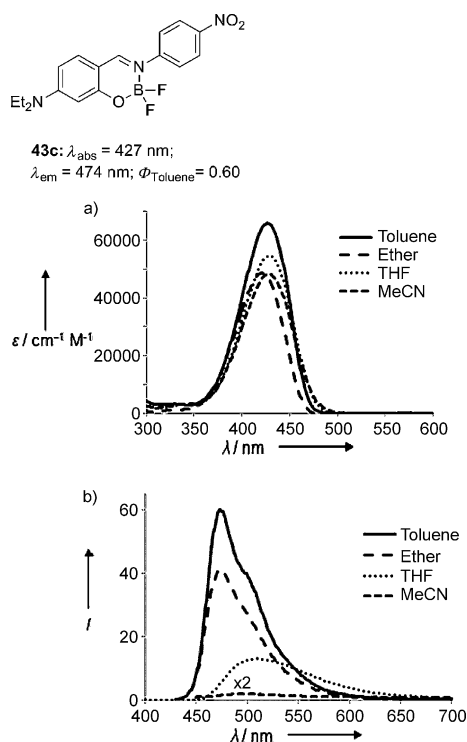 NO₂
N
B
F
O
F
Et₂N
43c: λabs = 427 nm;
λem = 474 nm; ΦToluene= 0.60
a)
60000
40000
20000
0
ε / cm⁻¹ M⁻¹
Toluene
Ether
THF
MeCN
300 350 400 450 500 550 600
λ/ nm
b)
60
40
20
0
I
Toluene
Ether
THF
MeCN
x2
400 450 500 550 600 650 700
λ/ nm